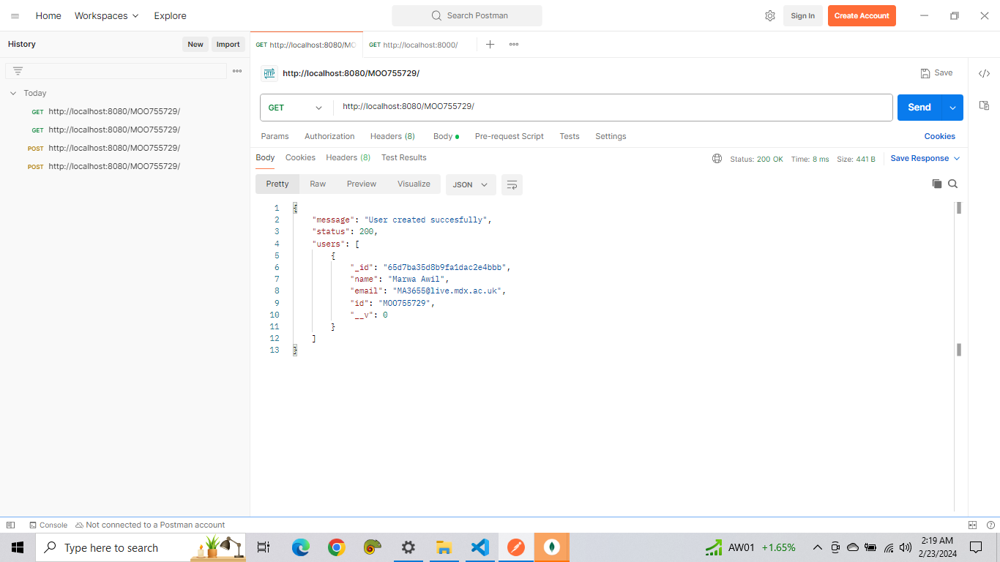 Home Workspaces Explore Search Postman Sign In Create Account
History New Import
GET http://localhost:8080/MO GET http://localhost:8000/
HTTP http://localhost:8080/MOO755729/ Save
Today
GET http://localhost:8080/MOO755729/
GET http://localhost:8080/MOO755729/
POST http://localhost:8080/MOO755729/
POST http://localhost:8080/MOO755729/
GET http://localhost:8080/MOO755729/ Send
Params Authorization Headers (8) Body Pre-request Script Tests Settings Cookies
Body Cookies Headers (8) Test Results Status: 200 OK Time: 8 ms Size: 441 B Save Response
Pretty Raw Preview Visualize JSON
1 {
2 "message": "User created succesfully",
3 "status": 200,
4 "users": [
5 {
6 "_id": "65d7ba35d8b9fa1dac2e4bbb",
7 "name": "Marwa Awil",
8 "email": "MA3655@live.mdx.ac.uk",
9 "id": "MOO755729",
10 "__v": 0
11 }
12 ]
13 }
Console Not connected to a Postman account
Type here to search AW01 +1.65% 2:19 AM
2/23/2024